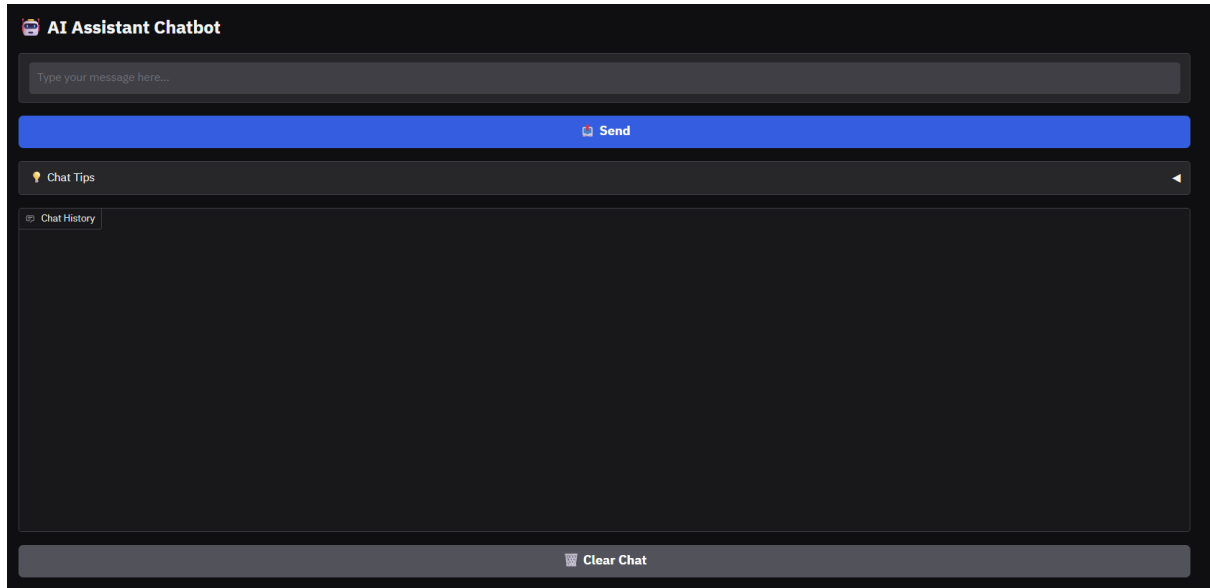 AI Assistant Chatbot
Type your message here...
Send
Chat Tips
Chat History
Clear Chat